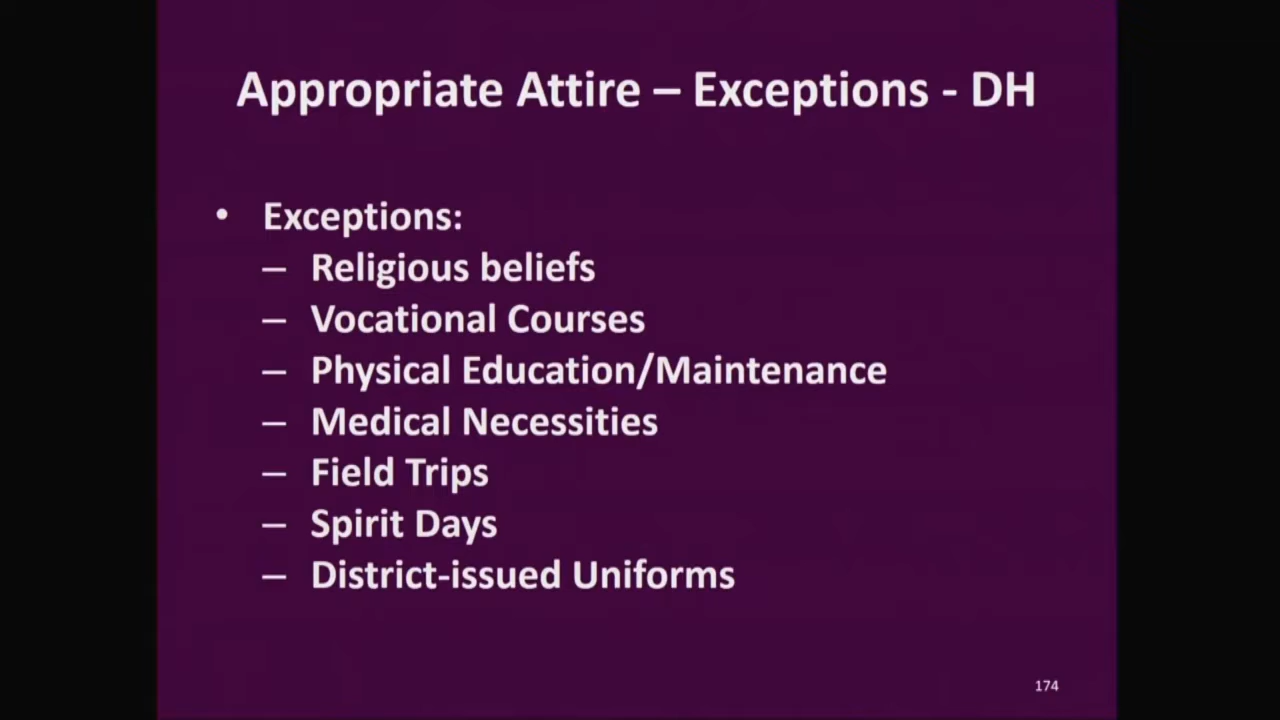 Appropriate Attire – Exceptions - DH
• Exceptions:
– Religious beliefs
– Vocational Courses
– Physical Education/Maintenance
– Medical Necessities
– Field Trips
– Spirit Days
– District-issued Uniforms
174